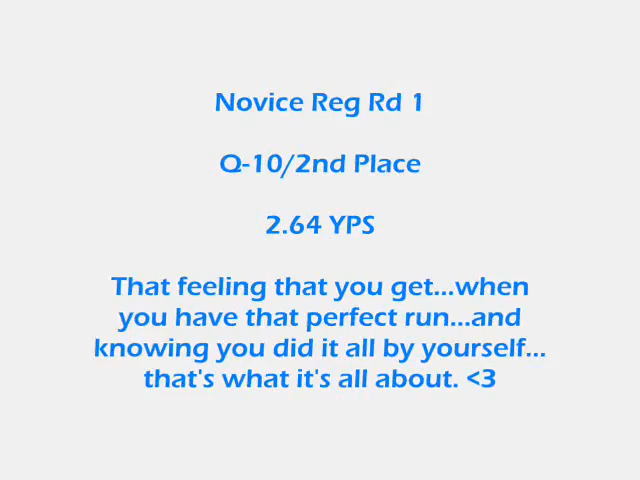 Novice Reg Rd 1
Q-10/2nd Place
2.64 YPS
That feeling that you get...when
you have that perfect run...and
knowing you did it all by yourself...
that's what it's all about. <3